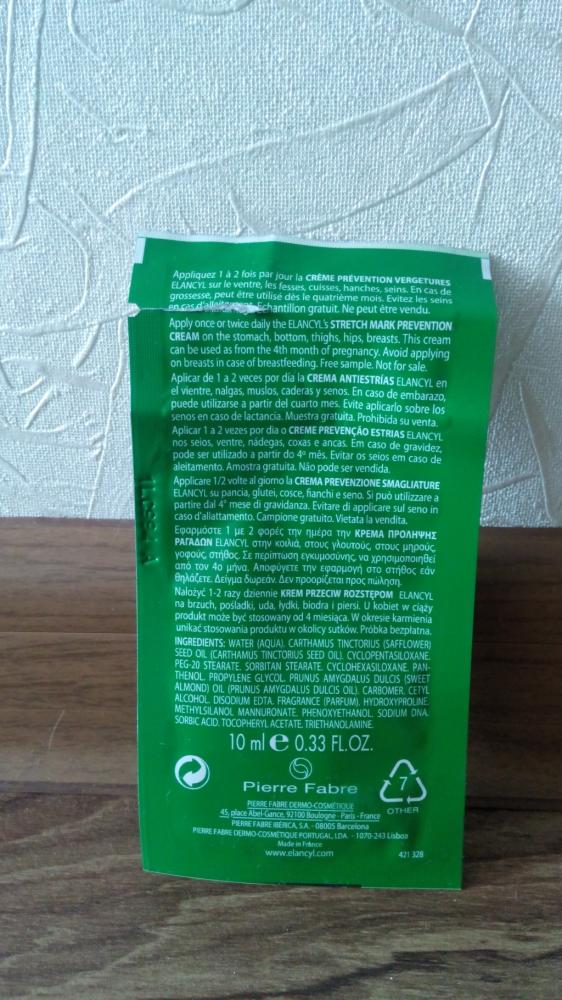 Appliquez 1 à 2 fois par jour la CRÈME PRÉVENTION VERGETURES
ELANCYL sur le ventre, les fesses, cuisses, hanches, seins. En cas de
grossesse, peut être utilisé dès le quatrième mois. Evitez les seins
en cas Echantillon gratuit. Ne peut être vendu.
Apply once or twice daily the ELANCYL's STRETCH MARK PREVENTION
CREAM on the stomach, bottom, thighs, hips, breasts. This cream
can be used as from the 4th month of pregnancy. Avoid applying
on breasts in case of breastfeeding. Free sample. Not for sale.
Aplicar de 1 a 2 veces por día la CREMA ANTIESTRÍAS ELANCYL en
el vientre, nalgas, muslos, caderas y senos. En caso de embarazo,
puede utilizarse a partir del cuarto mes. Evite aplicarlo sobre los
senos en caso de lactancia. Muestra gratuita. Prohibida su venta.
Aplicar 1 a 2 vezes por dia o CREME PREVENÇÃO ESTRIAS ELANCYL
nos seios, ventre, nádegas, coxas e ancas. Em caso de gravidez,
pode ser utilizado a partir do 4º mês. Evitar os seios em caso de
aleitamento. Amostra gratuita. Não pode ser vendida.
Applicare 1/2 volte al giorno la CREMA PREVENZIONE SMAGLIATURE
ELANCYL su pancia, glutei, cosce, fianchi e seno. Si può utilizzare a
partire dal 4° mese di gravidanza. Evitare di applicare sul seno in
caso d'allattamento. Campione gratuito. Vietata la vendita.
Εφαρμόστε 1 με 2 φορές την ημέρα την ΚΡΕΜΑ ΠΡΟΛΗΨΗΣ
ΡΑΓΑΔΩΝ ELANCYL στην κοιλιά, στους γλουτούς, στους μηρούς,
γοφούς, στήθος. Σε περίπτωση εγκυμοσύνης, να χρησιμοποιηθεί
από τον 4ο μήνα. Αποφύγετε την εφαρμογή στο στήθος εάν
θηλάζετε. Δείγμα δωρεάν. Δεν προορίζεται προς πώληση.
Nałożyć 1-2 razy dziennie KREM PRZECIW ROZSTĘPOM ELANCYL
na brzuch, pośladki, uda, łydki, biodra i piersi. U kobiet w ciąży
produkt może być stosowany od 4 miesiąca. W okresie karmienia
unikać stosowania produktu w okolicy sutków. Próbka bezpłatna.
INGREDIENTS: WATER (AQUA). CARTHAMUS TINCTORIUS (SAFFLOWER)
SEED OIL (CARTHAMUS TINCTORIUS SEED OIL). CYCLOPENTASILOXANE.
PEG-20 STEARATE. SORBITAN STEARATE. CYCLOHEXASILOXANE. PAN-
THENOL. PROPYLENE GLYCOL. PRUNUS AMYGDALUS DULCIS (SWEET
ALMOND) OIL (PRUNUS AMYGDALUS DULCIS OIL). CARBOMER. CETYL
ALCOHOL. DISODIUM EDTA. FRAGRANCE (PARFUM). HYDROXYPROLINE.
METHYLSILANOL MANNURONATE. PHENOXYETHANOL. SODIUM DNA.
SORBIC ACID. TOCOPHERYL ACETATE. TRIETHANOLAMINE.
10 ml e 0.33 FL.OZ.
Pierre Fabre
7
OTHER
PIERRE FABRE DERMO-COSMÉTIQUE
45, place Abel-Gance, 92100 Boulogne - Paris - France
PIERRE FABRE IBÉRICA, S.A. - 08005 Barcelona
PIERRE FABRE DERMO-COSMÉTIQUE PORTUGAL, LDA. - 1070-243 Lisboa
Made in France
www.elancyl.com
421 328